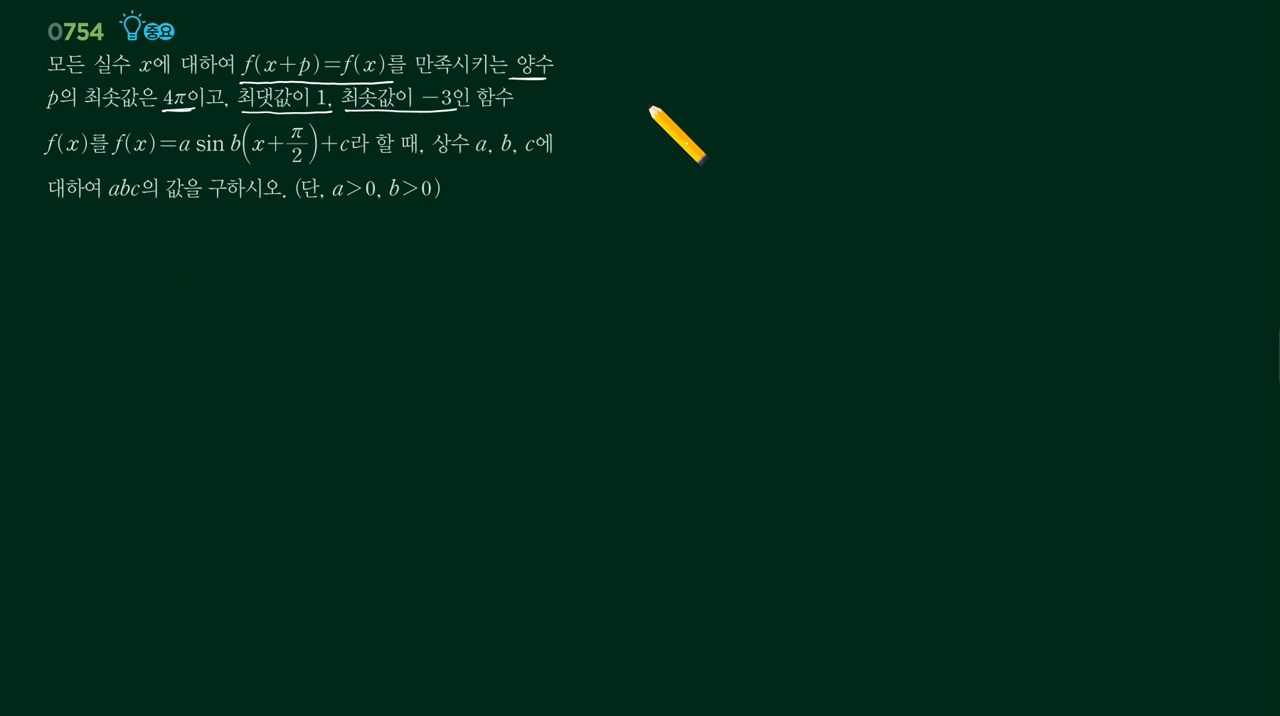 0754 중요
모든 실수 x에 대하여 f(x+p)=f(x)를 만족시키는 양수
p의 최솟값은 4π이고, 최댓값이 1, 최솟값이 −3인 함수
f(x)를 f(x)=a sin b(x+π/2)+c라 할 때, 상수 a, b, c에
대하여 abc의 값을 구하시오. (단, a>0, b>0)